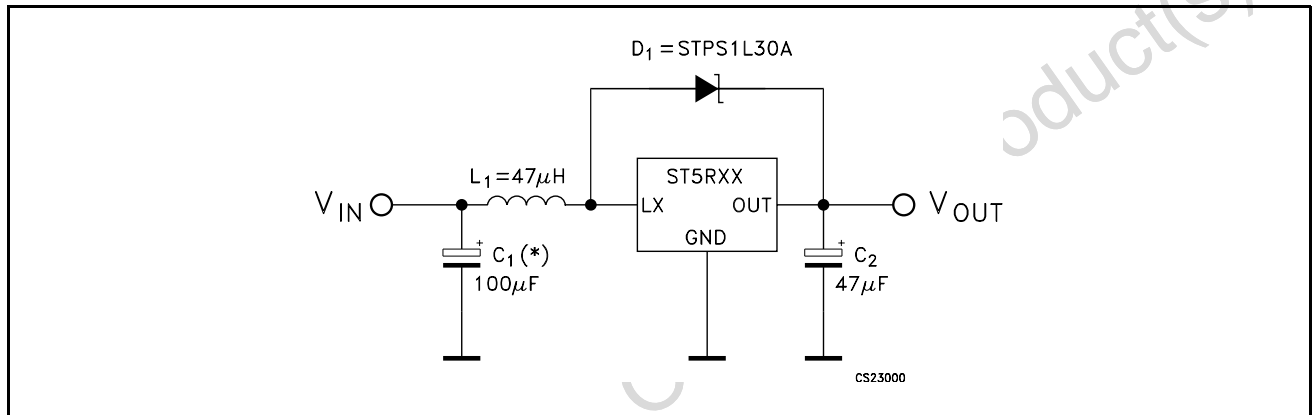 D1 = STPS1L30A
L1 = 47μH
ST5RXX
VIN
LX
OUT
VOUT
GND
+
C1 (*)
100μF
+
C2
47μF
CS23000